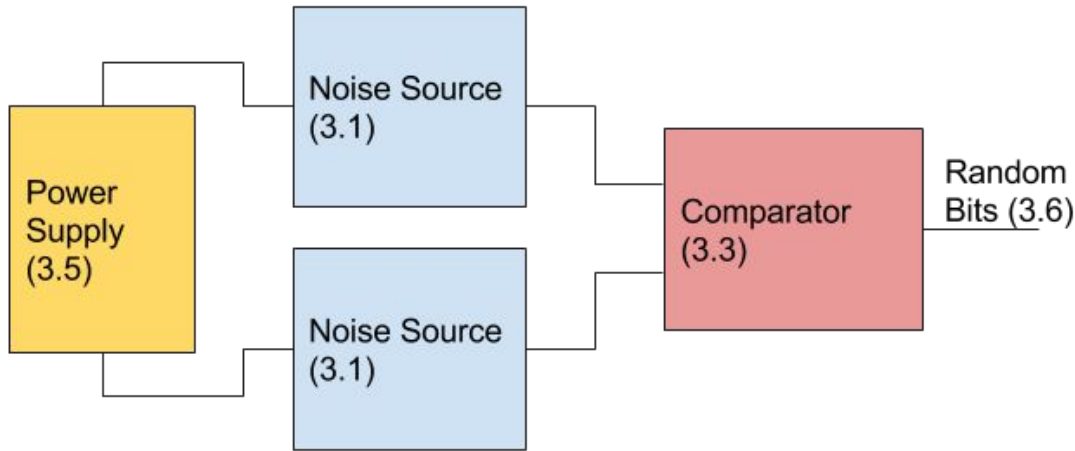 Power
Supply
(3.5)
Noise Source
(3.1)
Noise Source
(3.1)
Comparator
(3.3)
Random
Bits (3.6)